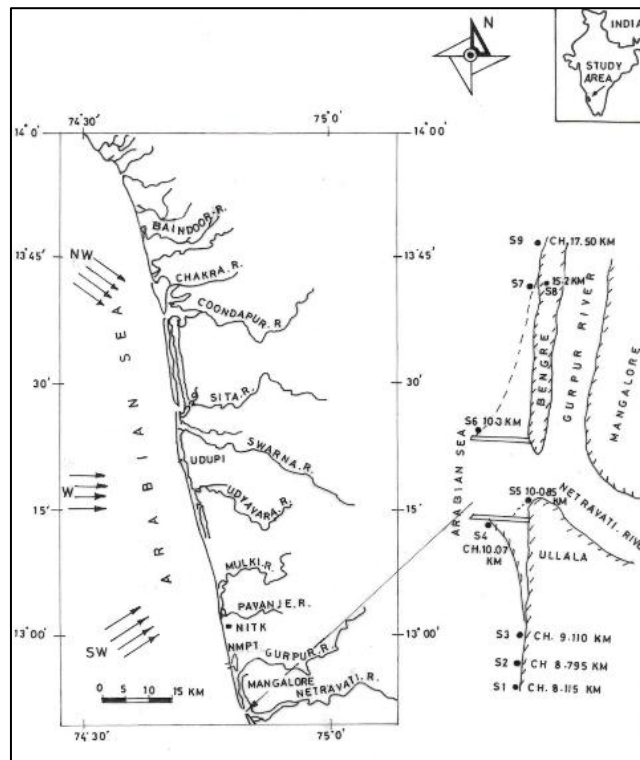 N
INDIA
M
STUDY
AREA
74°30'
75°0'
14°0'
14°00'
BAINDOOR.R.
13°45'
13°45'
NW
CHAKRA.R.
COONDAPUR.R
S9
CH.17.50 KM
S7
15.2 KM
S8
BENGRE
GURPUR RIVER
MANGALORE
ARABIAN SEA
30'
30'
SITA.R.
S6 10.3 KM
SWARNA.R.
UDUPI
W
UDYAVARA.R.
15'
15'
ARABIAN SEA
S5 10.085
KM
NETRAVATI.RIV
S4
CH.10.07
KM
ULLALA
MULKI.R.
PAVANJE.R.
NITK
13°00'
13°00'
S3
CH. 9.110 KM
SW
NMPT
GURPUR.R.
S2
CH 8.795 KM
MANGALORE
NETRAVATI.R.
S1
CH. 8.115 KM
0 5 10 15 KM
74°30'
75°0'